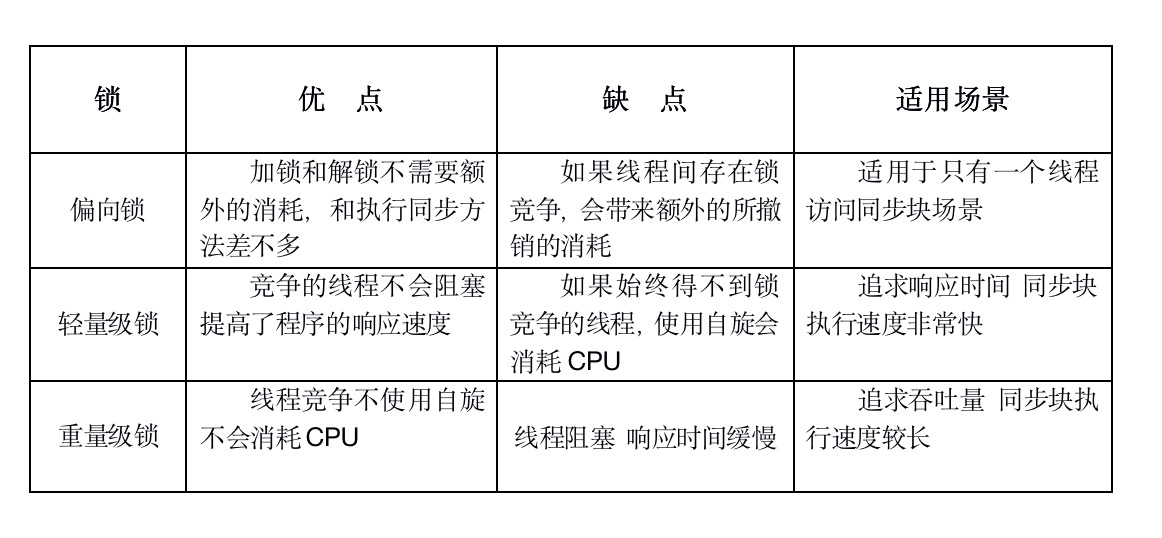 锁
优 点
缺 点
适用场景
偏向锁
加锁和解锁不需要额
外的消耗, 和执行同步方
法差不多
如果线程间存在锁
竞争, 会带来额外的所撤
销的消耗
适用于只有一个线程
访问同步块场景
轻量级锁
竞争的线程不会阻塞
提高了程序的响应速度
如果始终得不到锁
竞争的线程, 使用自旋会
消耗 CPU
追求响应时间 同步块
执行速度非常快
重量级锁
线程竞争不使用自旋
不会消耗 CPU
线程阻塞 响应时间缓慢
追求吞吐量 同步块执
行速度较长